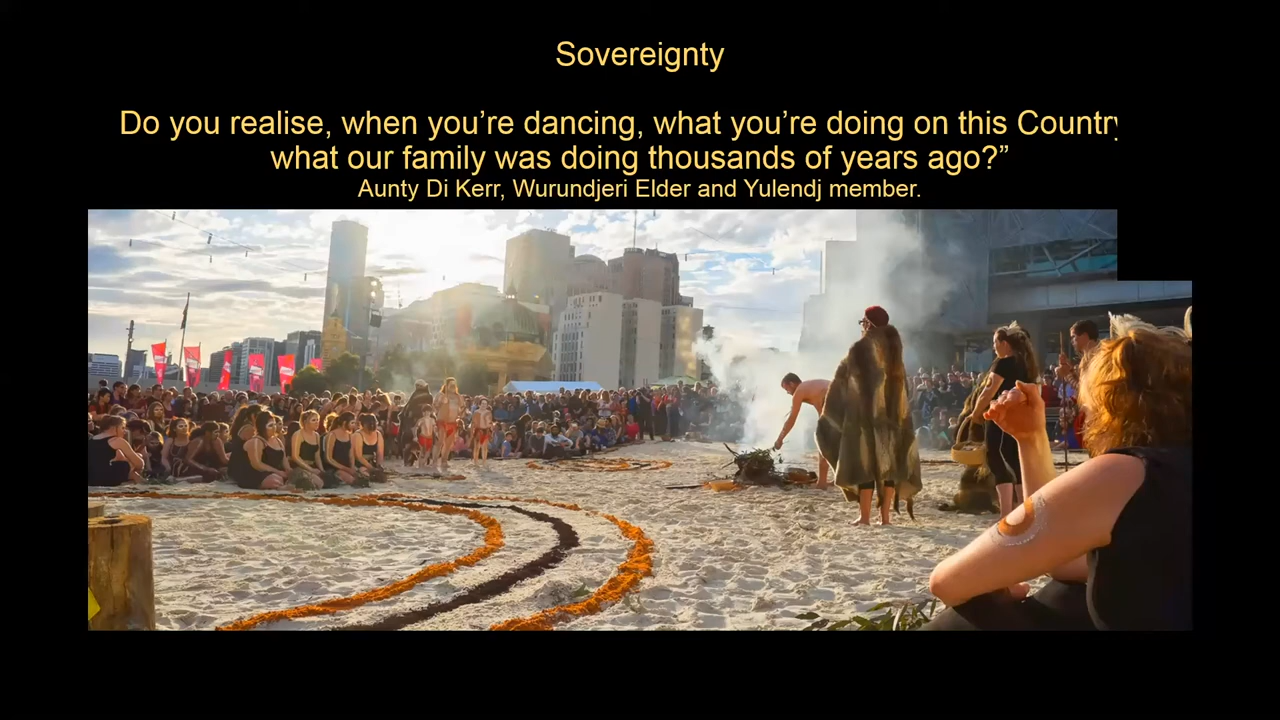 Sovereignty
Do you realise, when you’re dancing, what you’re doing on this Country
what our family was doing thousands of years ago?”
Aunty Di Kerr, Wurundjeri Elder and Yulendj member.